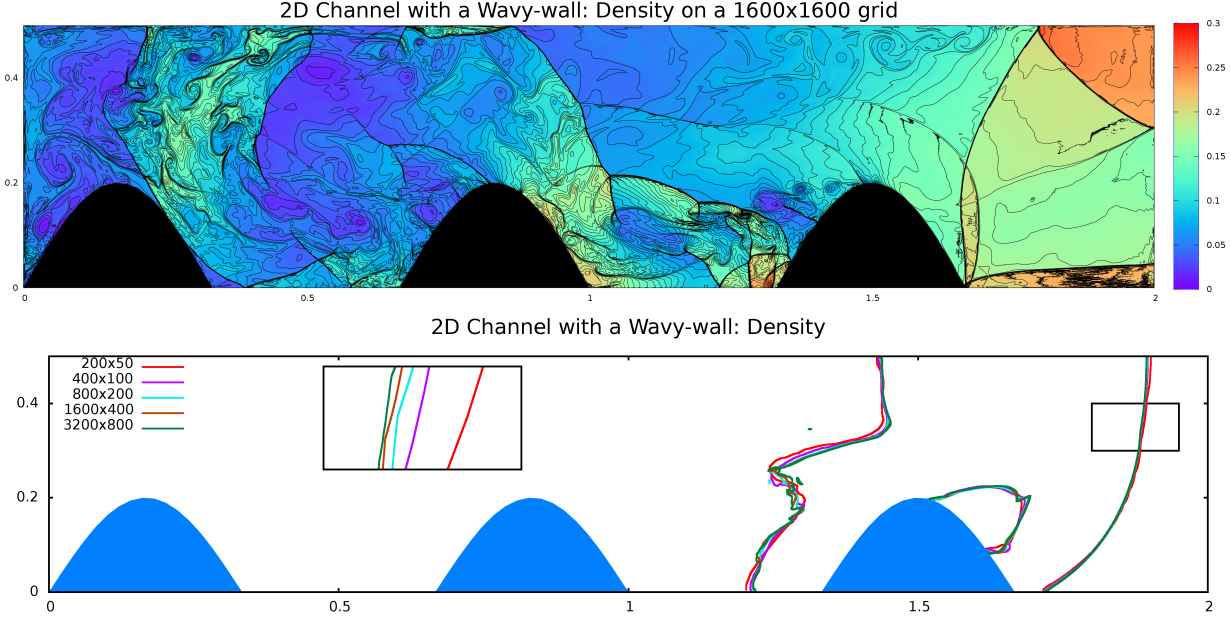 2D Channel with a Wavy-wall: Density on a 1600x1600 grid
0.4
0.2
0
0 0.5 1 1.5 2
0.3
0.25
0.2
0.15
0.1
0.05
0
2D Channel with a Wavy-wall: Density
200x50
400x100
800x200
1600x400
3200x800
0.4
0.2
0
0 0.5 1 1.5 2